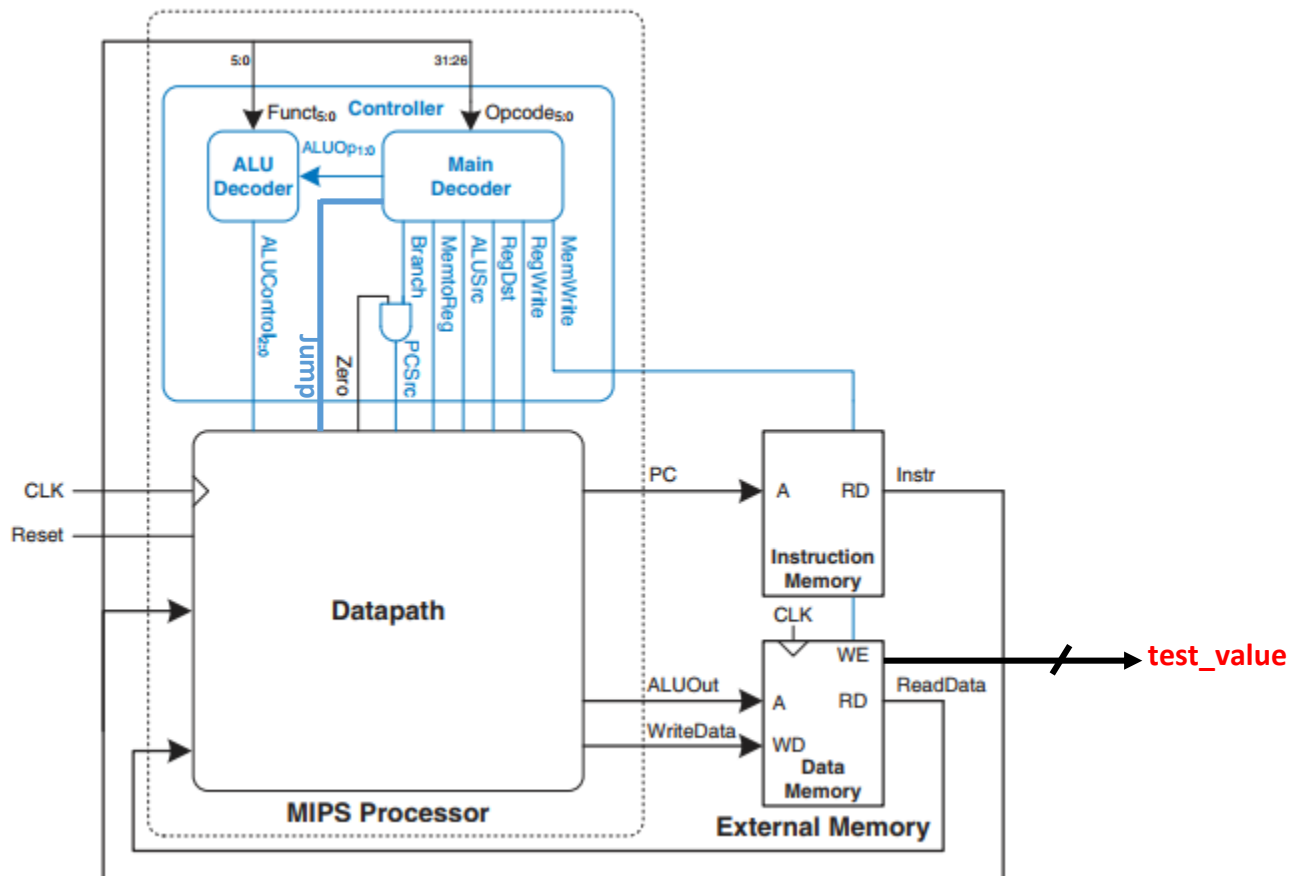 5:0
31:26
Controller
Funct5:0
Opcode5:0
ALU
Decoder
ALUOp1:0
Main
Decoder
ALUControl2:0
Jump
Zero
Branch
PCSrc
MemtoReg
ALUSrc
RegDst
RegWrite
MemWrite
CLK
Reset
Datapath
PC
A
RD
Instr
Instruction
Memory
CLK
WE
test_value
ALUOut
A
RD
ReadData
WriteData
WD
Data
Memory
MIPS Processor
External Memory